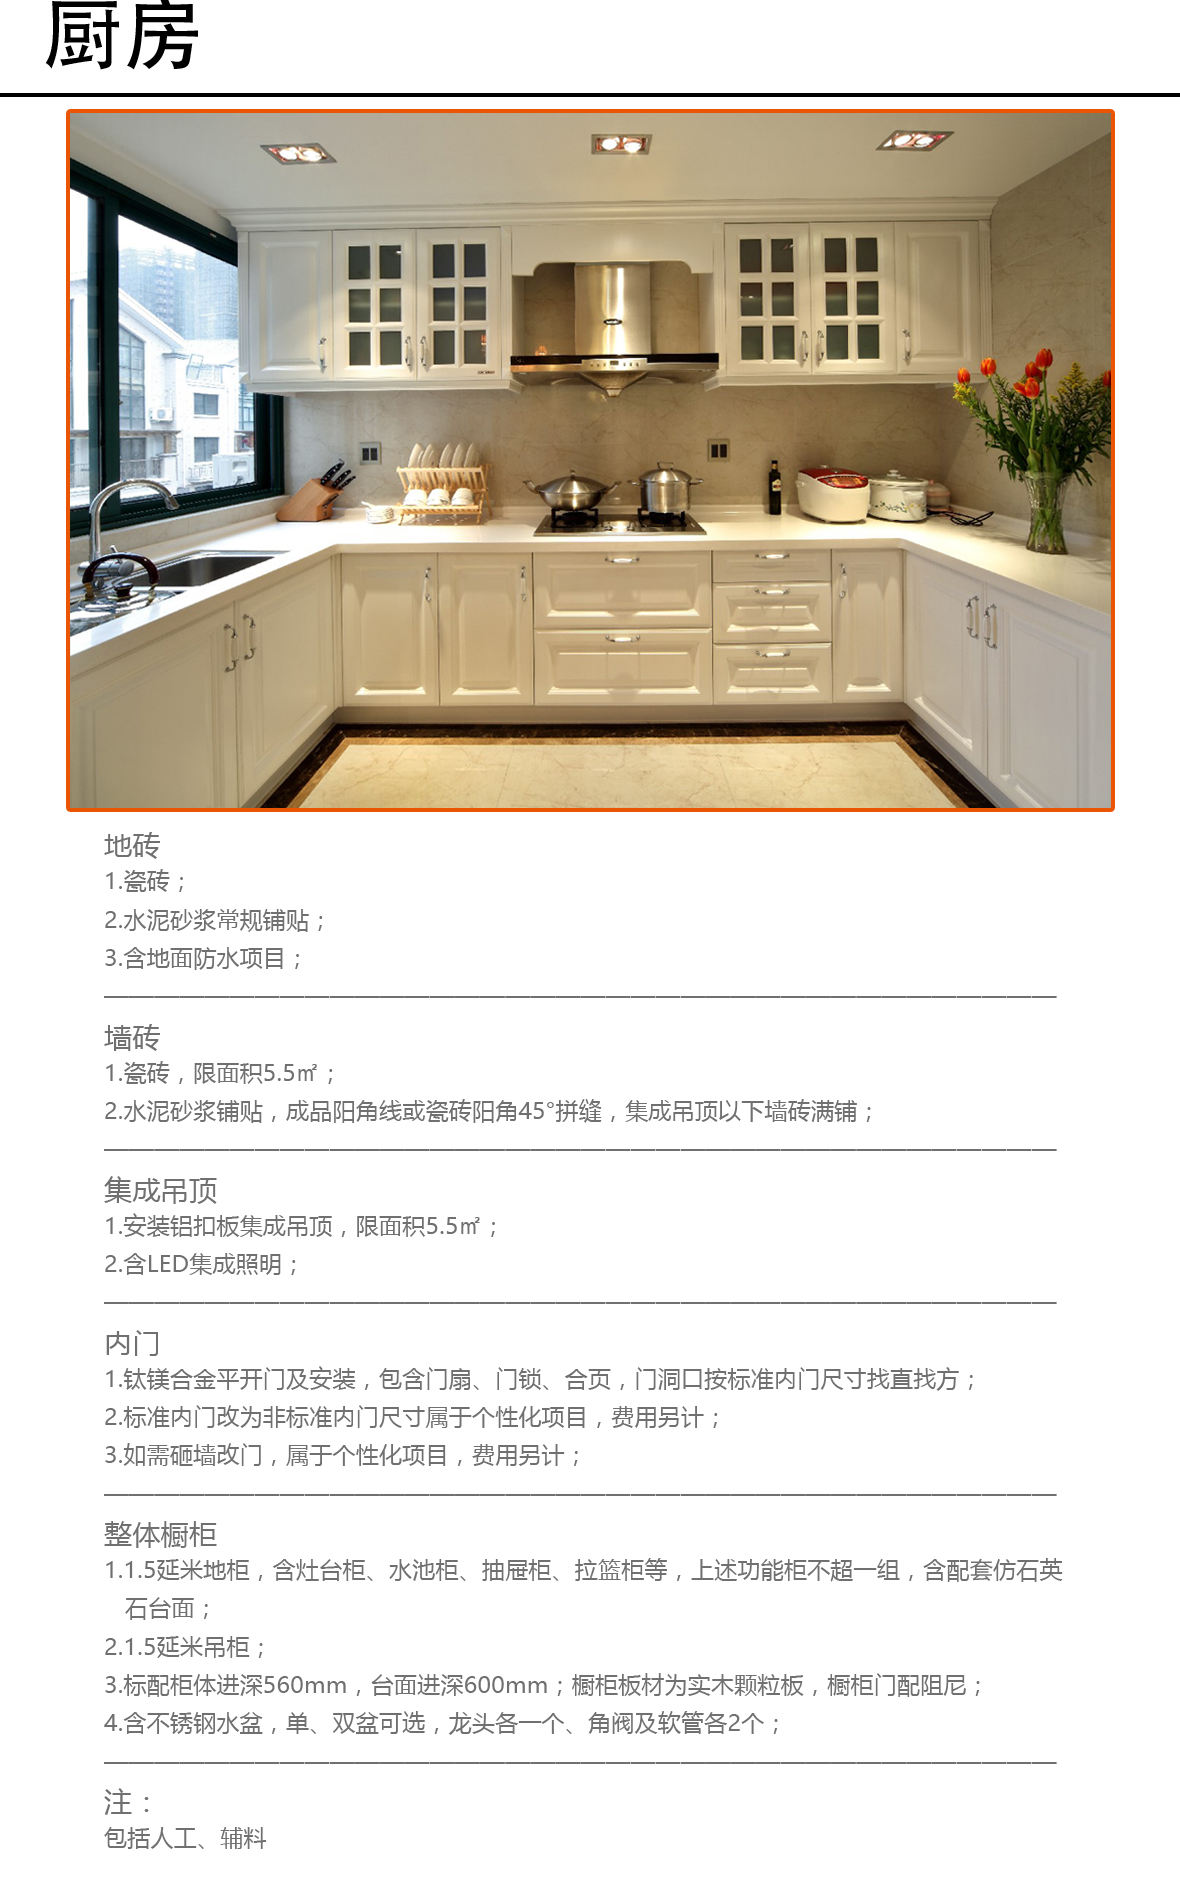 厨房
地砖
1.瓷砖；
2.水泥砂浆常规铺贴；
3.含地面防水项目；
墙砖
1.瓷砖，限面积5.5㎡；
2.水泥砂浆铺贴，成品阳角线或瓷砖阳角45°拼缝，集成吊顶以下墙砖满铺；
集成吊顶
1.安装铝扣板集成吊顶，限面积5.5㎡；
2.含LED集成照明；
内门
1.钛镁合金平开门及安装，包含门扇、门锁、合页，门洞口按标准内门尺寸找直找方；
2.标准内门改为非标准内门尺寸属于个性化项目，费用另计；
3.如需砸墙改门，属于个性化项目，费用另计；
整体橱柜
1.1.5延米地柜，含灶台柜、水池柜、抽屉柜、拉篮柜等，上述功能柜不超一组，含配套仿石英
石台面；
2.1.5延米吊柜；
3.标配柜体进深560mm，台面进深600mm；橱柜板材为实木颗粒板，橱柜门配阻尼；
4.含不锈钢水盆，单、双盆可选，龙头各一个、角阀及软管各2个；
注：
包括人工、辅料